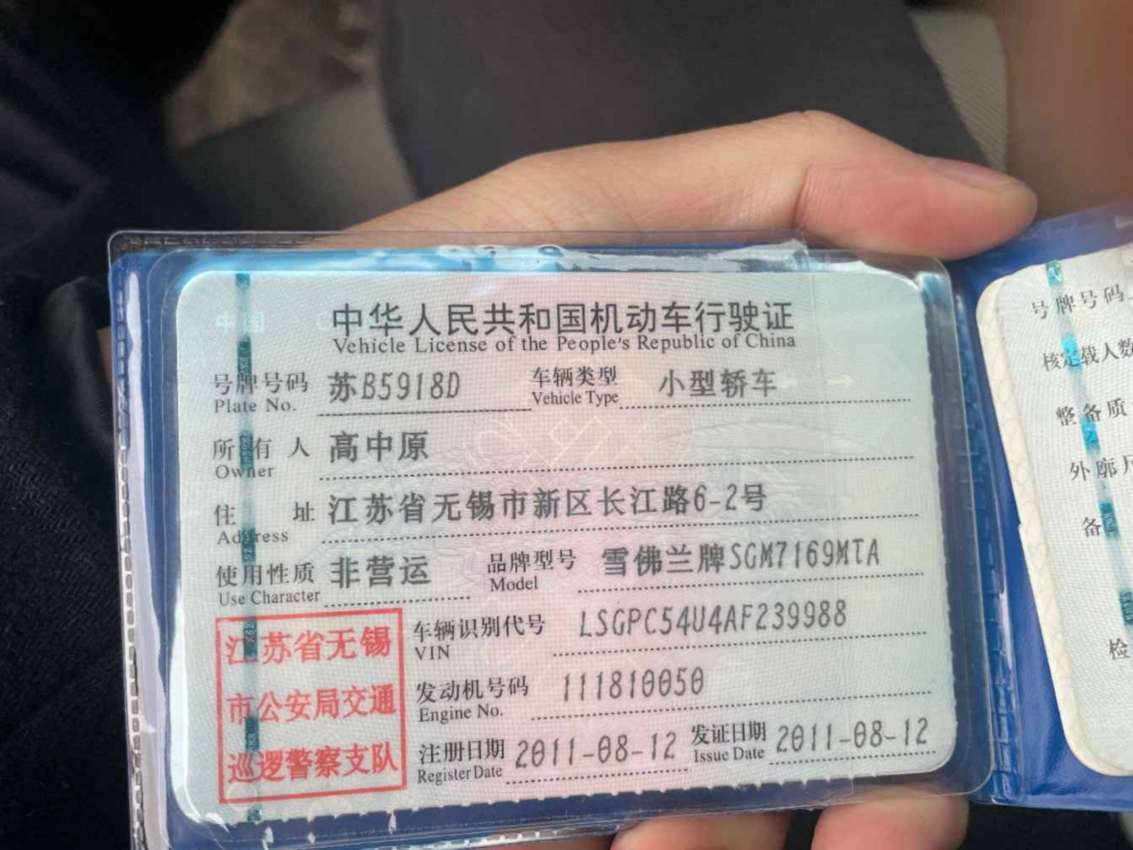 中华人民共和国机动车行驶证
Vehicle License of the People's Republic of China
号牌号码 苏B5918D 车辆类型 小型轿车
Plate No. Vehicle Type
所有人 高中原
Owner
住址 江苏省无锡市新区长江路6-2号
Address
使用性质 非营运 品牌型号 雪佛兰牌SGM7169MTA
Use Character Model
江苏省无锡
市公安局交通
巡逻警察支队
车辆识别代号 LSGPC54U4AF239988
VIN
发动机号码 111810050
Engine No.
注册日期 2011-08-12 发证日期 2011-08-12
Register Date Issue Date
号牌号码
核定载人数
整备质
外廓尺
备
检